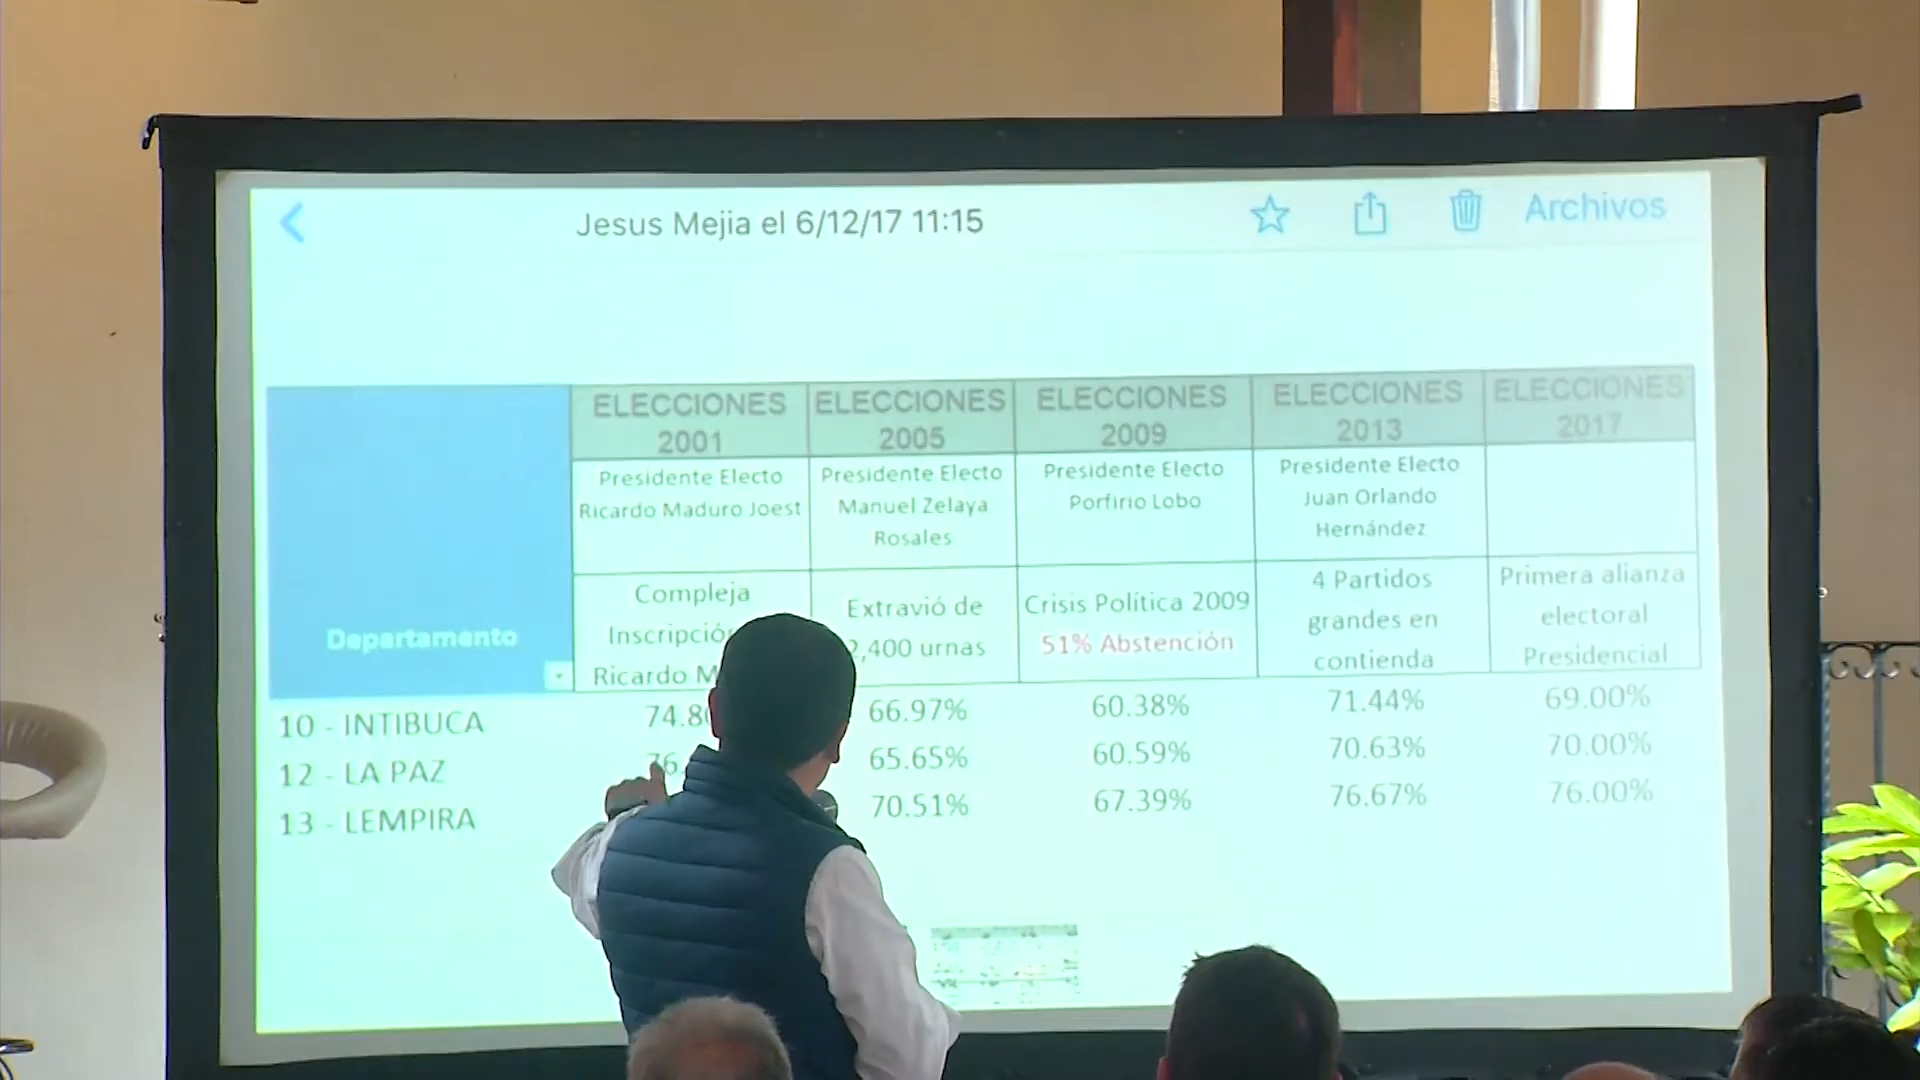 Jesus Mejia el 6/12/17 11:15
Archivos
Departamento
ELECCIONES 2001
ELECCIONES 2005
ELECCIONES 2009
ELECCIONES 2013
ELECCIONES 2017
Presidente Electo
Ricardo Maduro Joest
Presidente Electo
Manuel Zelaya
Rosales
Presidente Electo
Porfirio Lobo
Presidente Electo
Juan Orlando
Hernández
Compleja
Ricardo
Extravió de
2,400 urnas
Crisis Política 2009
51% Abstención
4 Partidos
grandes en
contienda
Primera alianza
electoral
Presidencial
10 - INTIBUCA 66.97% 60.38% 71.44% 69.00%
12 - LA PAZ 65.65% 60.59% 70.63% 70.00%
13 - LEMPIRA 70.51% 67.39% 76.67% 76.00%